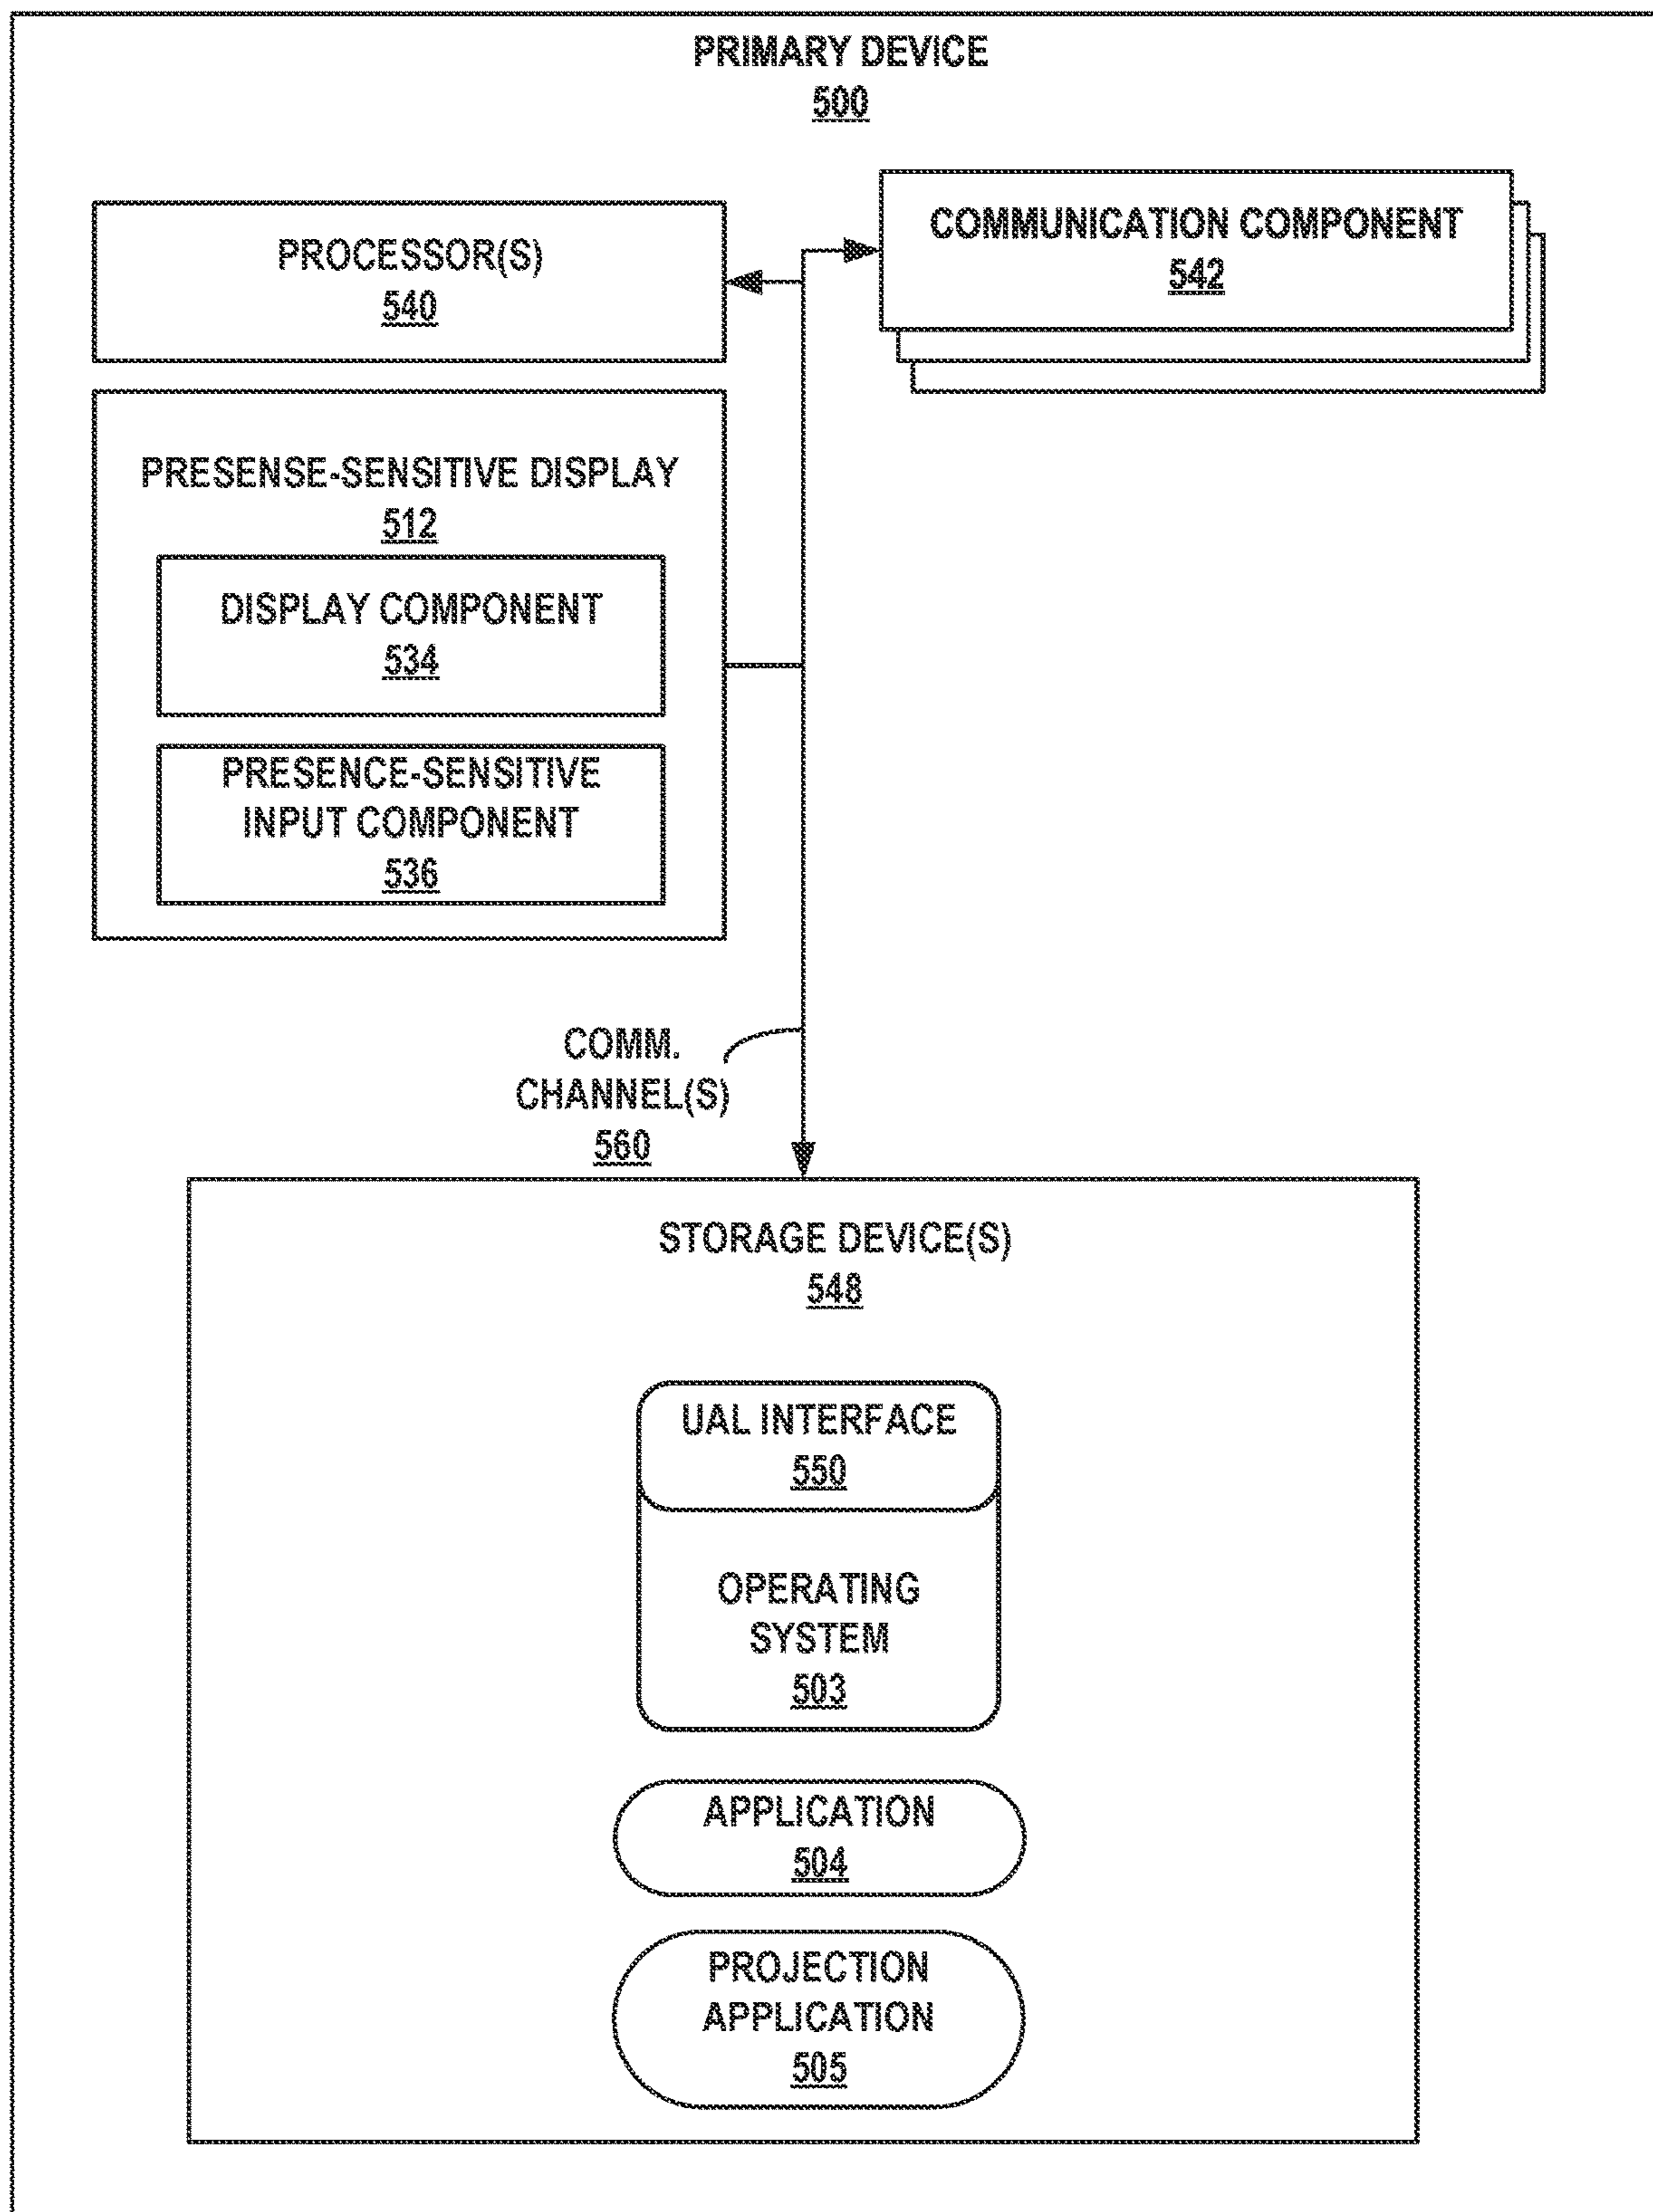 PRIMARY DEVICE
500
PROCESSOR(S)
540
COMMUNICATION COMPONENT
542
PRESENSE-SENSITIVE DISPLAY
512
DISPLAY COMPONENT
534
PRESENCE-SENSITIVE
INPUT COMPONENT
536
COMM.
CHANNEL(S)
560
STORAGE DEVICE(S)
548
UAL INTERFACE
550
OPERATING
SYSTEM
503
APPLICATION
504
PROJECTION
APPLICATION
505